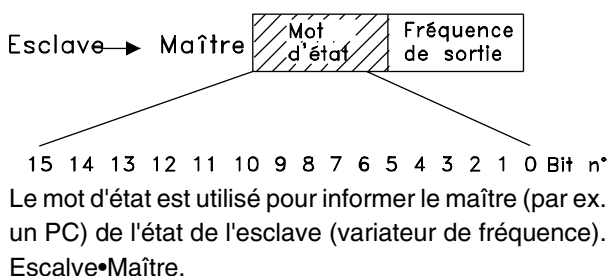 Esclave → Maître Mot d'état Fréquence de sortie
15 14 13 12 11 10 9 8 7 6 5 4 3 2 1 0 Bit n°
Le mot d'état est utilisé pour informer le maître (par ex.
un PC) de l'état de l'esclave (variateur de fréquence).
Escalve•Maître.